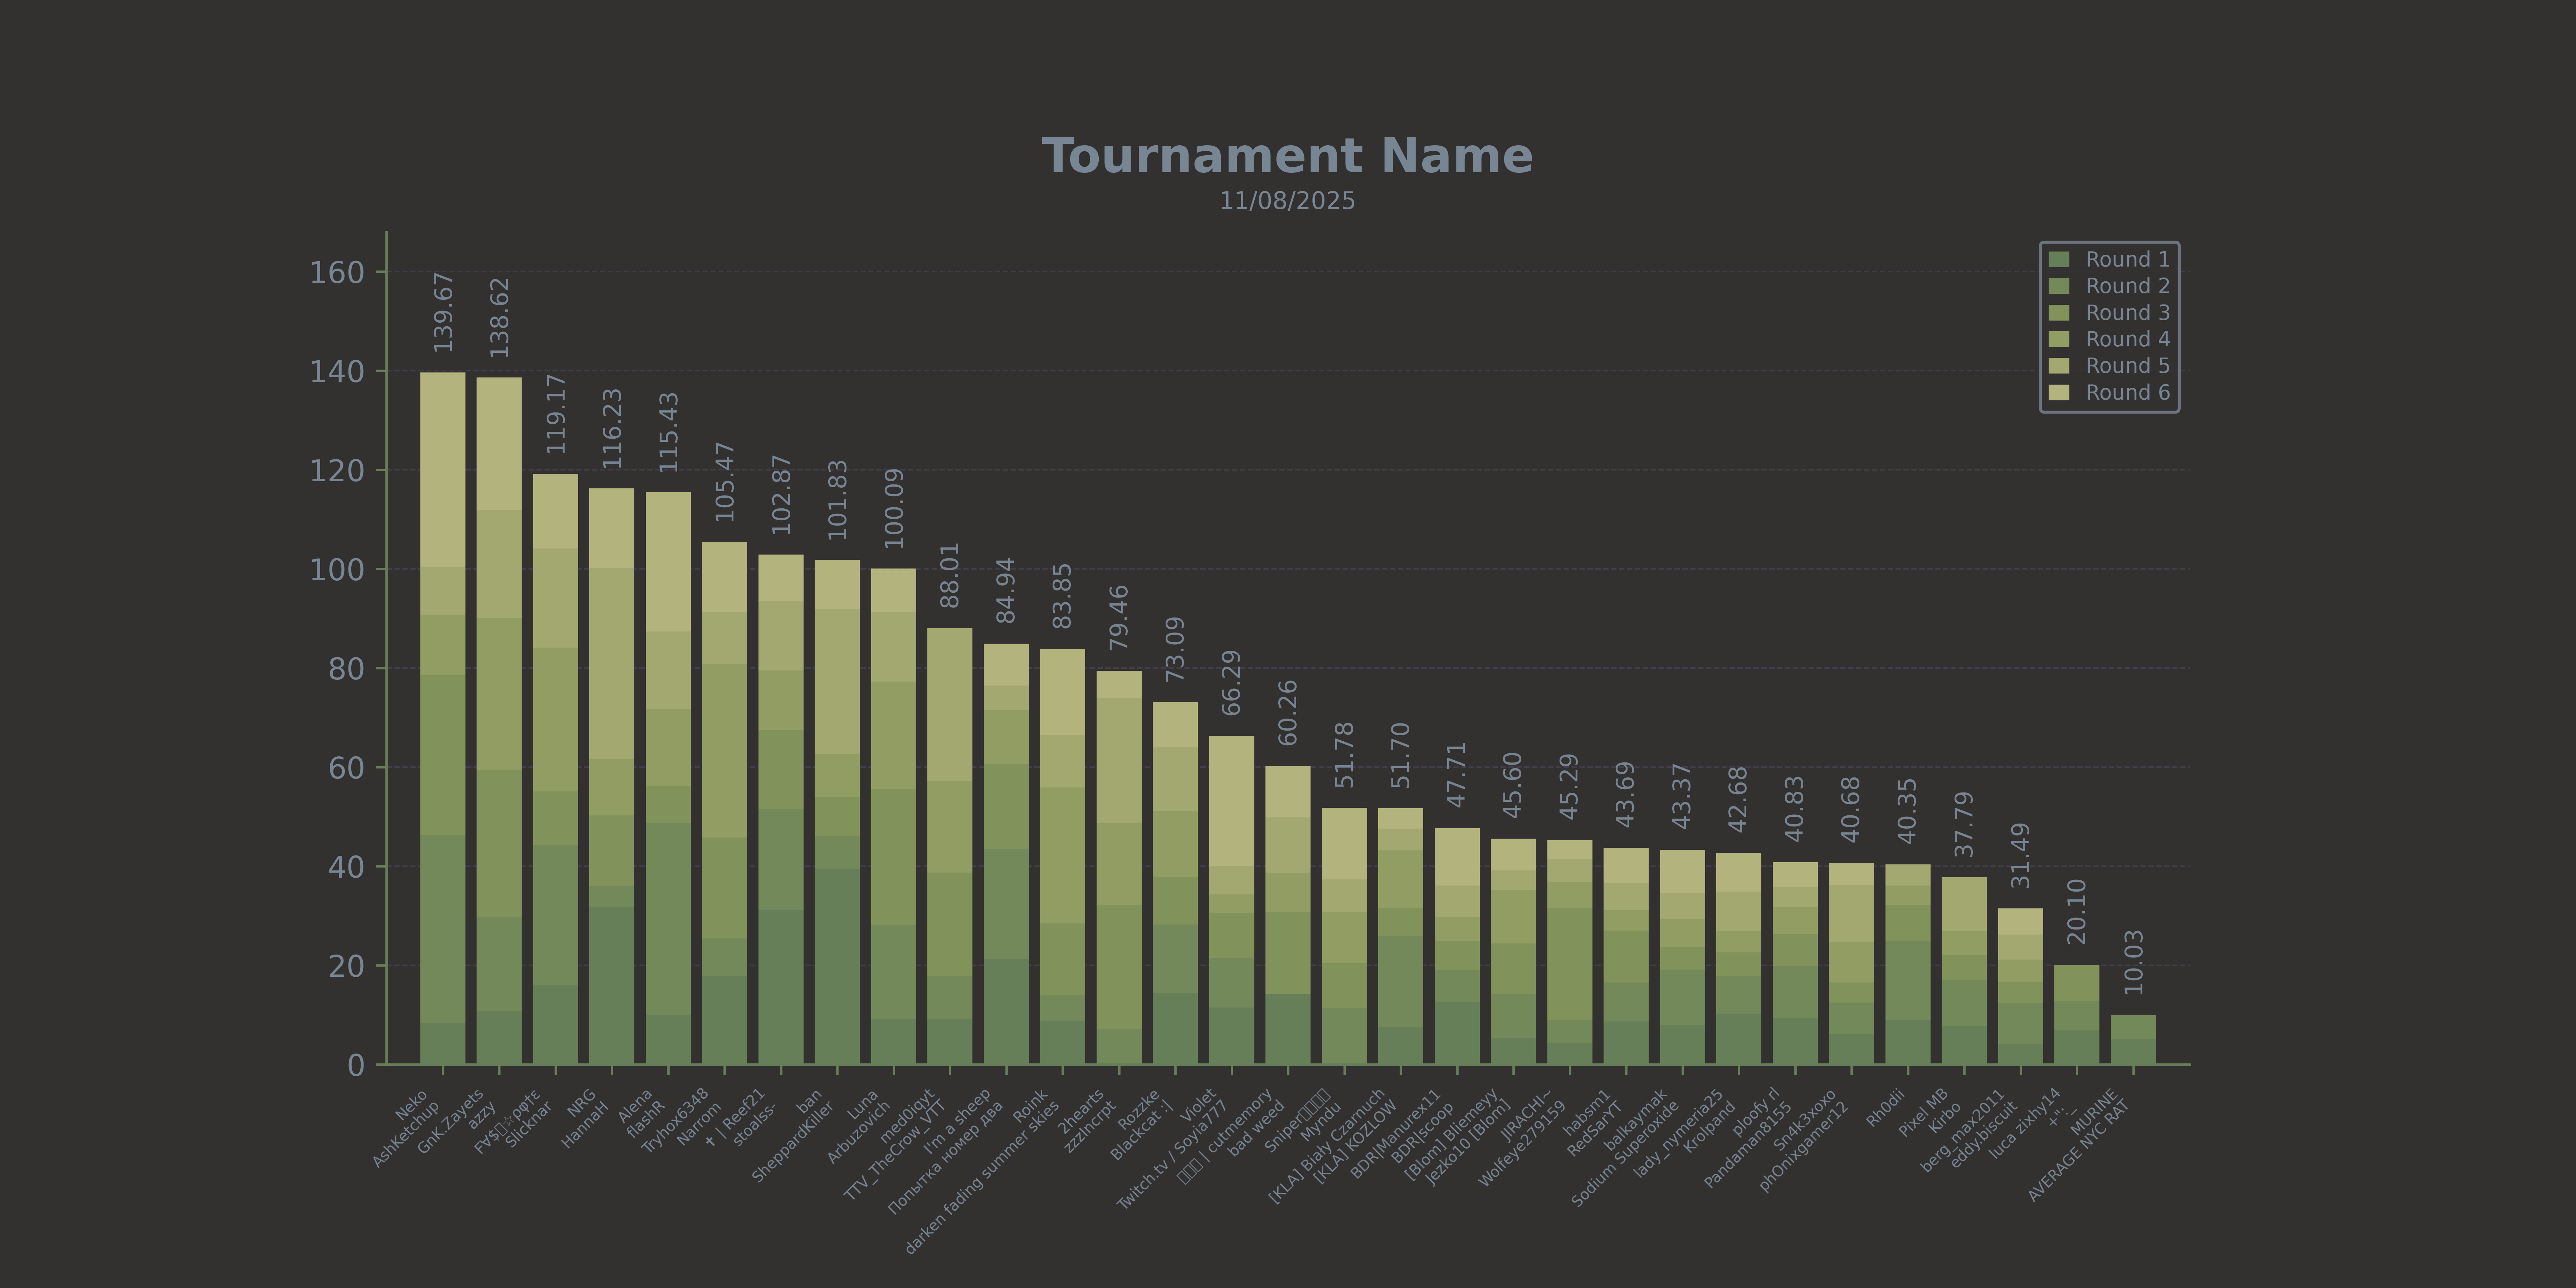 Tournament Name
11/08/2025
160
140
120
100
80
60
40
20
0
Round 1
Round 2
Round 3
Round 4
Round 5
Round 6
139.67
138.62
119.17
116.23
115.43
105.47
102.87
101.83
100.09
88.01
84.94
83.85
79.46
73.09
66.29
60.26
51.78
51.70
47.71
45.60
45.29
43.69
43.37
42.68
40.83
40.68
40.35
37.79
31.49
20.10
10.03
Neko
AshKetchup
GnK.Zayets
azzy
Slicknar
NRG
HannaH
Alena
flashR
Tryhox6348
Narrom
✝ | Reef21
stoalss-
ban
SheppardKiller
Luna
Arbuzovich
med0iqyt
TTV_TheCrow_VTT
I'm a sheep
Попытка номер два
Roink
darken fading summer skies
2hearts
zzzIncrpt
Rozzke
Blackcat :|
Violet
Twitch.tv / Soyla777
| cutmemory
bad weed
Sniper
Myndu
[KLA] Biały Czarnuch
[KLA] KOZLOW
BDR|Manurex11
BDR|scoop
[Blom] Bliemeyy
Jezko10 [Blom]
JIRACHI~
Wolfeye279159
habsm1
RedSaYT
balkaymak
Sodium Superoxide
lady_nymeria25
Krolpand
ploofy rl
Pandaman8155
Sn4k3xoxo
phOnixgamer12
Rh0dii
Pixel MB
Kirbo
berg_max2011
eddy.biscuit
luca zlxhy14
MURINE
AVERAGE NYC RAT